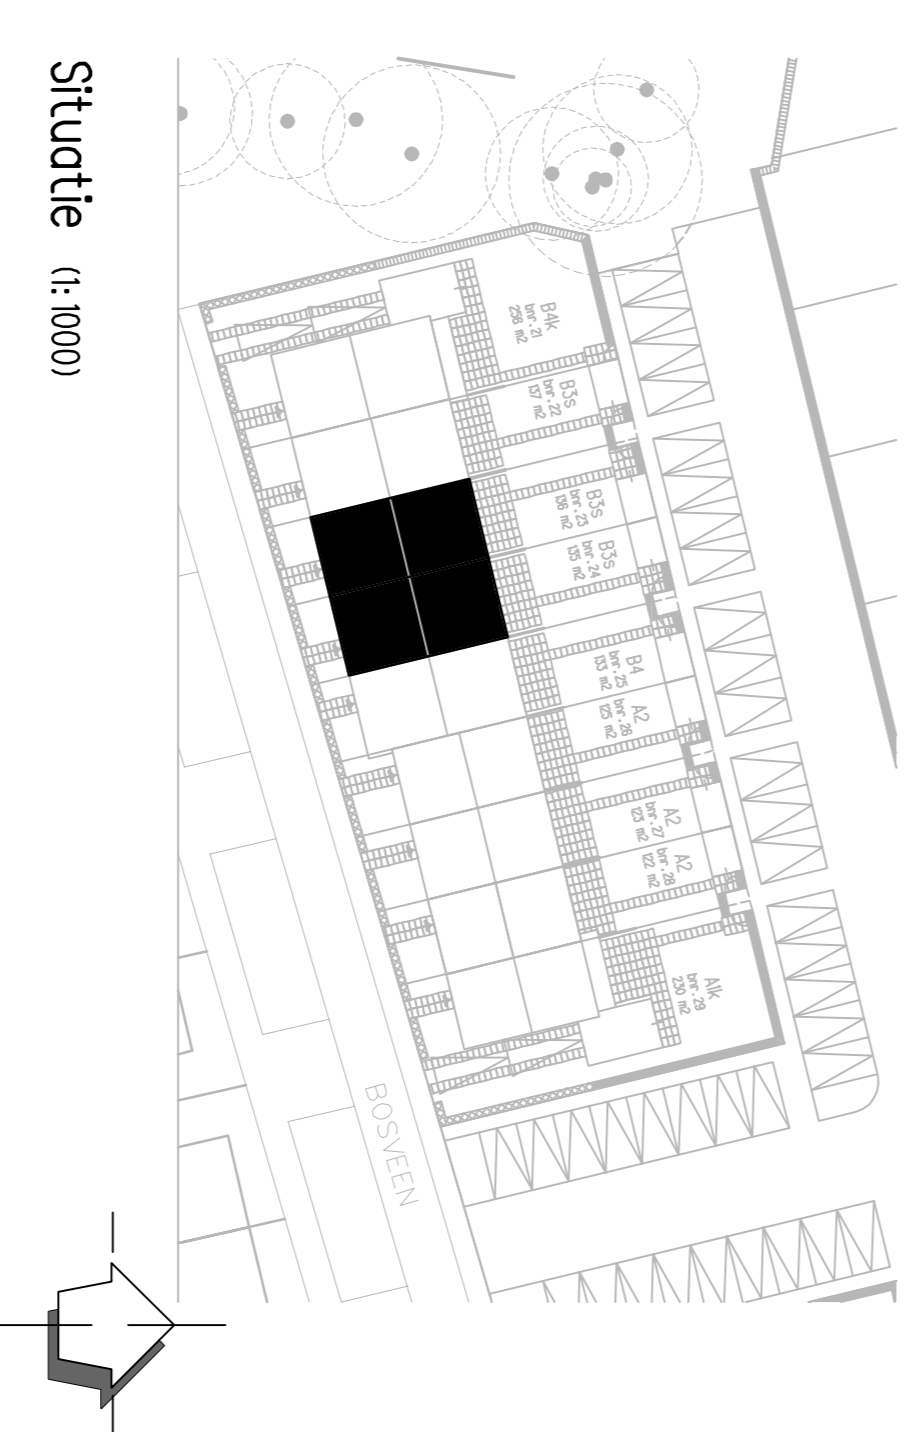 Situatie (1: 1000)
B4k
bnr.21
256 m2
B3s
bnr.22
137 m2
B3s
bnr.23
136 m2
B3s
bnr.24
135 m2
B4
bnr.25
133 m2
A2
bnr.26
125 m2
A2
bnr.27
123 m2
A2
bnr.28
122 m2
A1k
bnr.29
230 m2
BOSVEEN